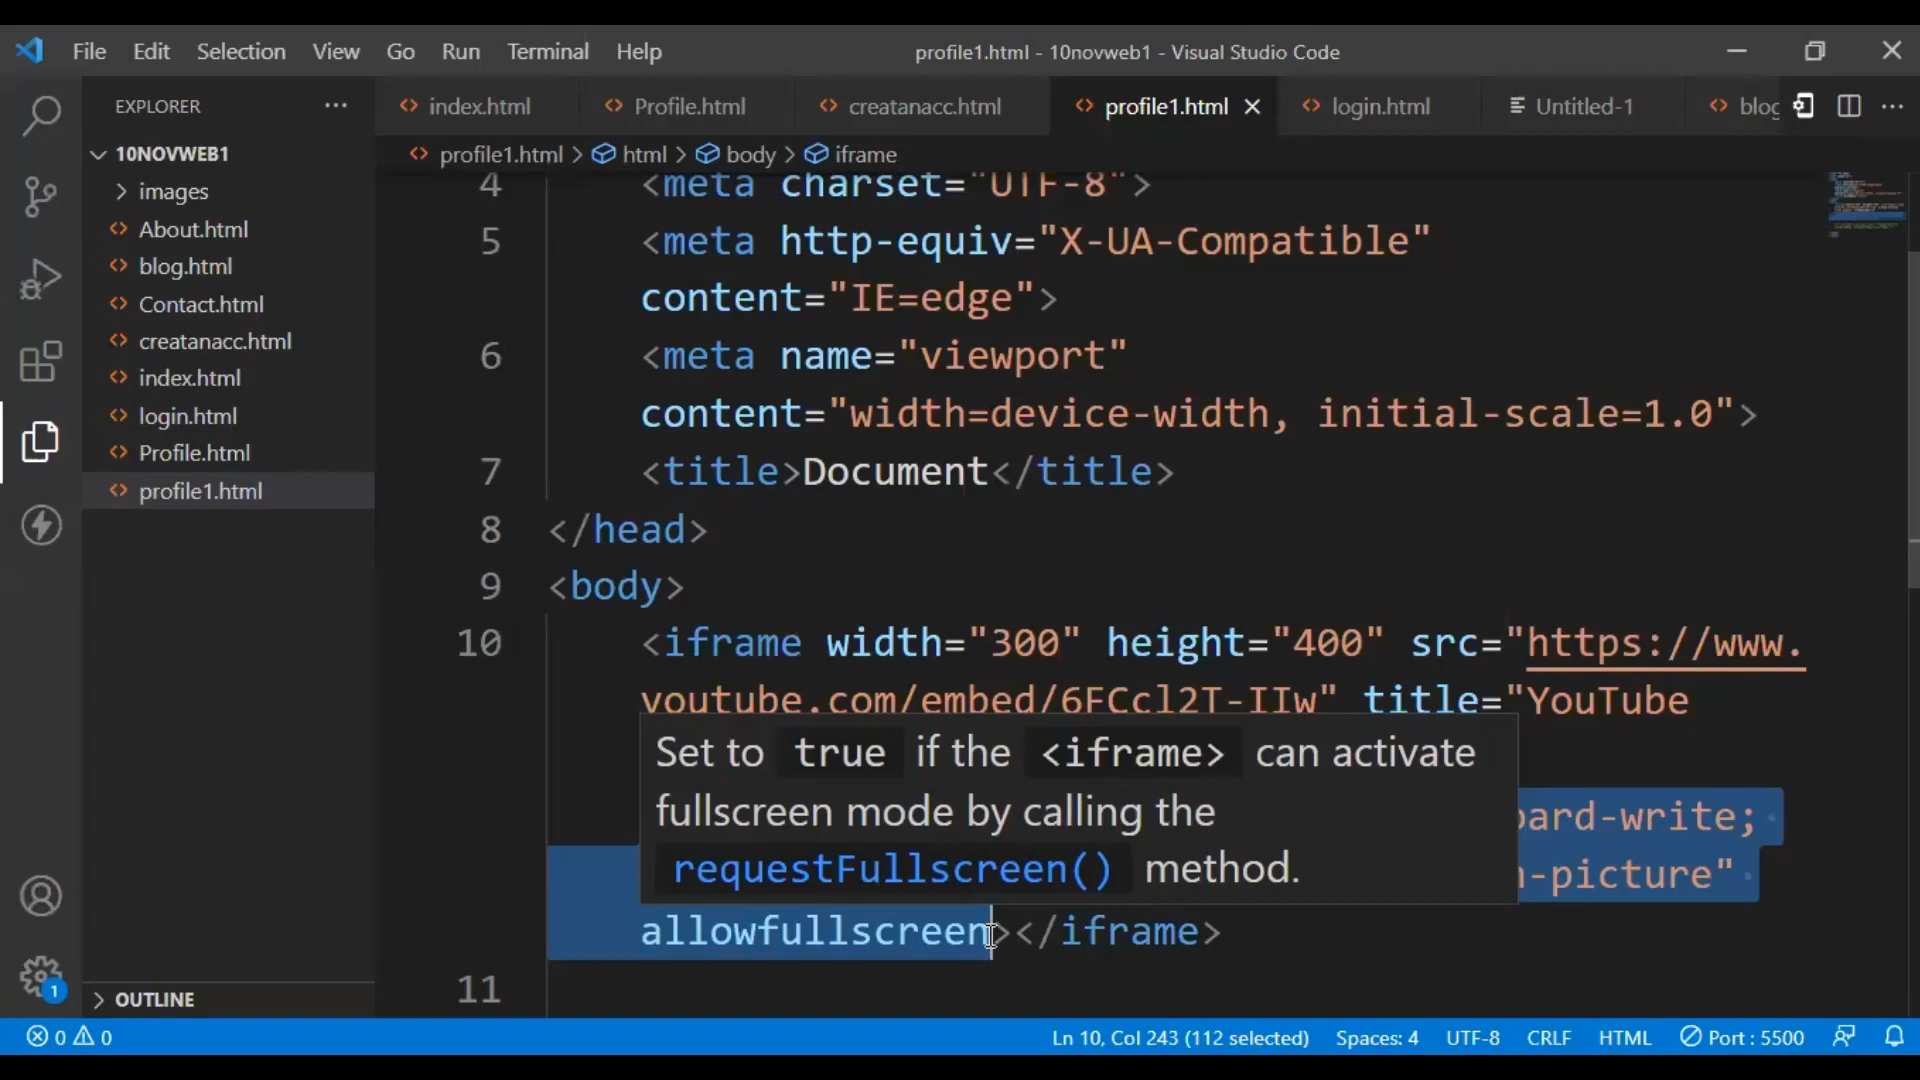 File Edit Selection View Go Run Terminal Help
profile1.html - 10novweb1 - Visual Studio Code
EXPLORER
index.html Profile.html creatanacc.html profile1.html login.html Untitled-1 blog
profile1.html > html > body > iframe
10NOVWEB1
images
About.html
blog.html
Contact.html
creatanacc.html
index.html
login.html
Profile.html
profile1.html
OUTLINE
4 <meta charset="UTF-8">
5 <meta http-equiv="X-UA-Compatible"
content="IE=edge">
6 <meta name="viewport"
content="width=device-width, initial-scale=1.0">
7 <title>Document</title>
8 </head>
9 <body>
10 <iframe width="300" height="400" src="https://www.
youtube.com/embed/6FCcl2T-IIw" title="YouTube
Set to true if the <iframe> can activate
fullscreen mode by calling the
requestFullscreen() method.
oard-write;
n-picture"
allowfullscreen></iframe>
11
1
0 0
Ln 10, Col 243 (112 selected) Spaces: 4 UTF-8 CRLF HTML Port : 5500